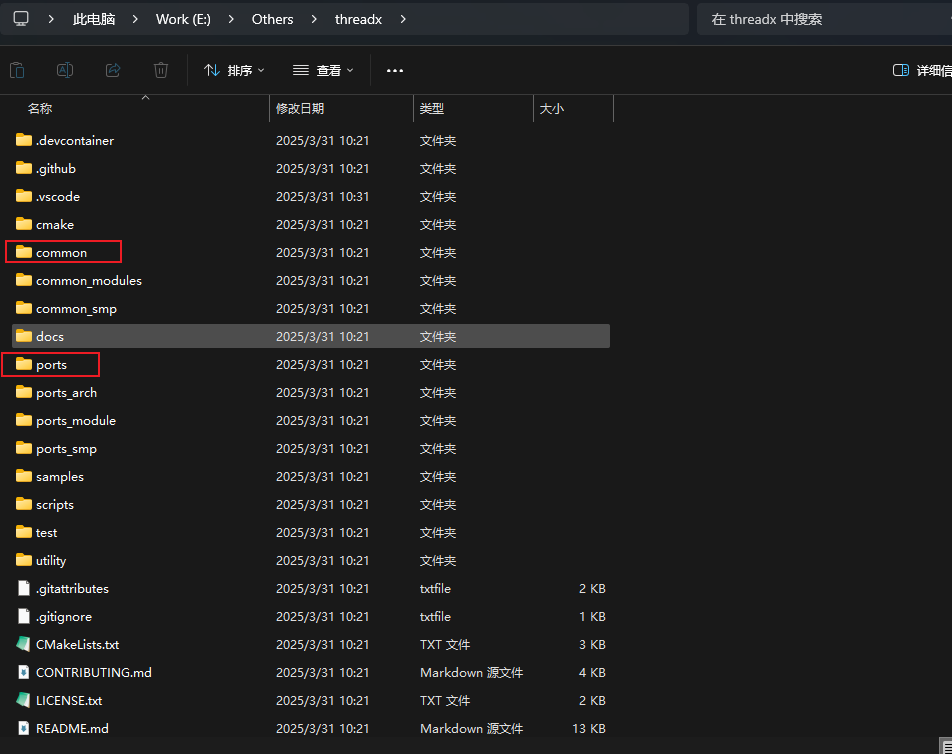 此电脑 Work (E:) Others threadx 在 threadx 中搜索
排序 查看 详细信
名称 修改日期 类型 大小
.devcontainer 2025/3/31 10:21 文件夹
.github 2025/3/31 10:21 文件夹
.vscode 2025/3/31 10:31 文件夹
cmake 2025/3/31 10:21 文件夹
common 2025/3/31 10:21 文件夹
common_modules 2025/3/31 10:21 文件夹
common_smp 2025/3/31 10:21 文件夹
docs 2025/3/31 10:21 文件夹
ports 2025/3/31 10:21 文件夹
ports_arch 2025/3/31 10:21 文件夹
ports_module 2025/3/31 10:21 文件夹
ports_smp 2025/3/31 10:21 文件夹
samples 2025/3/31 10:21 文件夹
scripts 2025/3/31 10:21 文件夹
test 2025/3/31 10:21 文件夹
utility 2025/3/31 10:21 文件夹
.gitattributes 2025/3/31 10:21 txtfile 2 KB
.gitignore 2025/3/31 10:21 txtfile 1 KB
CMakeLists.txt 2025/3/31 10:21 TXT 文件 3 KB
CONTRIBUTING.md 2025/3/31 10:21 Markdown 源文件 4 KB
LICENSE.txt 2025/3/31 10:21 TXT 文件 2 KB
README.md 2025/3/31 10:21 Markdown 源文件 13 KB